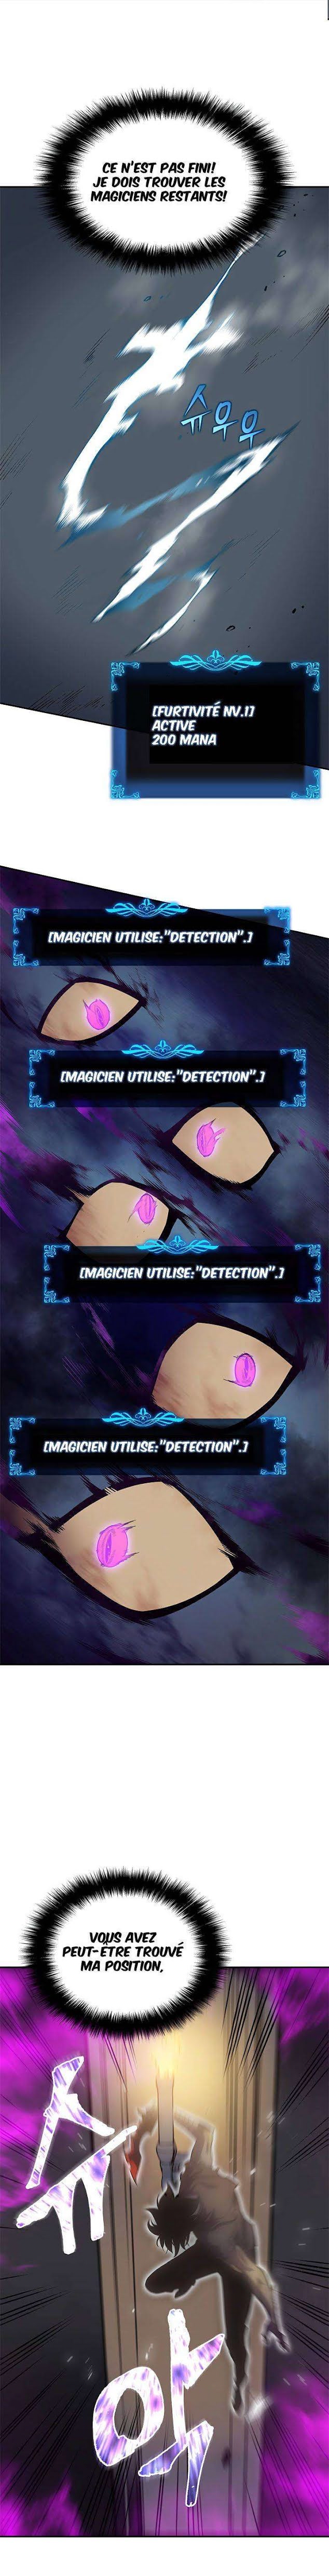 CE N'EST PAS FINI!
JE DOIS TROUVER LES
MAGICIENS RESTANTS!
슈우우
[FURTIVITÉ NV.1]
ACTIVE
200 MANA
[MAGICIEN UTILISE:"DETECTION".]
[MAGICIEN UTILISE:"DETECTION".]
[MAGICIEN UTILISE:"DETECTION".]
[MAGICIEN UTILISE:"DETECTION".]
VOUS AVEZ
PEUT-ÊTRE TROUVÉ
MA POSITION,
슈
악